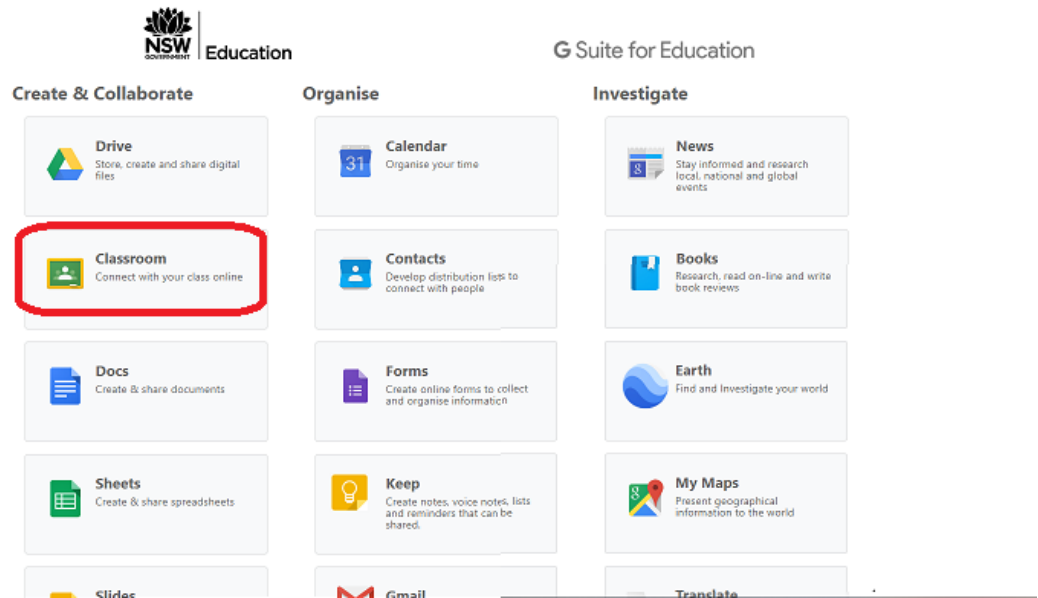 NSW
GOVERNMENT
Education
G Suite for Education
Create & Collaborate
Organise
Investigate
Drive
Store, create and share digital
files
Calendar
Organise your time
31
News
Stay informed and research
local, national and global
events
Classroom
Connect with your class online
Contacts
Develop distribution lists to
connect with people
Books
Research, read on-line and write
book reviews
Docs
Create & share documents
Forms
Create online forms to collect
and organise information
Earth
Find and Investigate your world
Sheets
Create & share spreadsheets
Keep
Create notes, voice notes, lists
and reminders that can be
shared.
My Maps
Present geographical
information to the world
Slides
Gmail
Translate